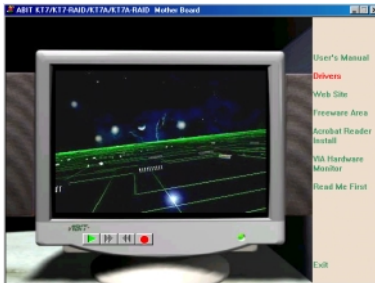 ABIT KT7/KT7-RAID/KT7A/KT7A-RAID Mother Board
User's Manual
Drivers
Web Site
Freeware Area
Acrobat Reader
Install
VIA Hardware
Monitor
Read Me First
ABIT
Exit